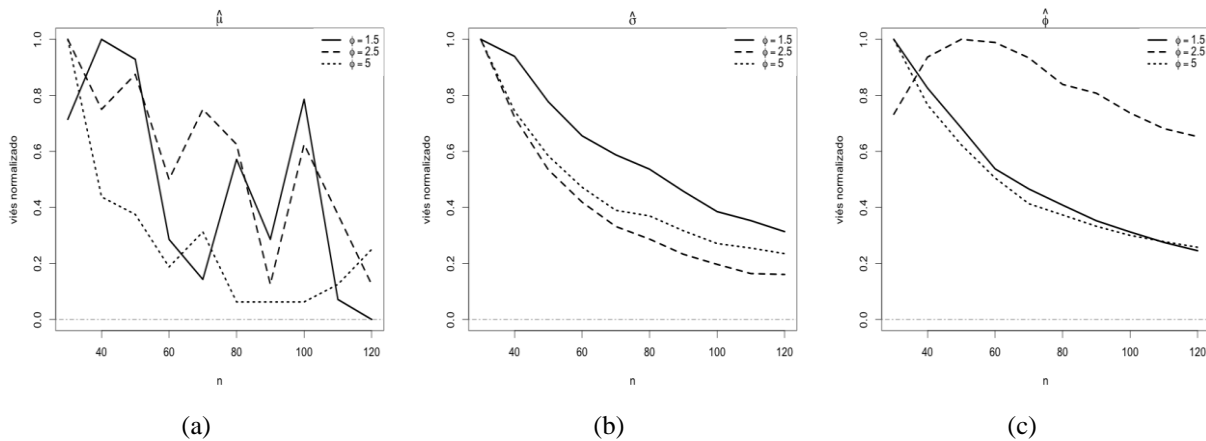 μ̂
viés normalizado
1.0
0.8
0.6
0.4
0.2
0.0
ϕ = 1.5
ϕ = 2.5
ϕ = 5
40 60 80 100 120
n
(a)
σ̂
viés normalizado
1.0
0.8
0.6
0.4
0.2
0.0
ϕ = 1.5
ϕ = 2.5
ϕ = 5
40 60 80 100 120
n
(b)
ϕ̂
viés normalizado
1.0
0.8
0.6
0.4
0.2
0.0
ϕ = 1.5
ϕ = 2.5
ϕ = 5
40 60 80 100 120
n
(c)